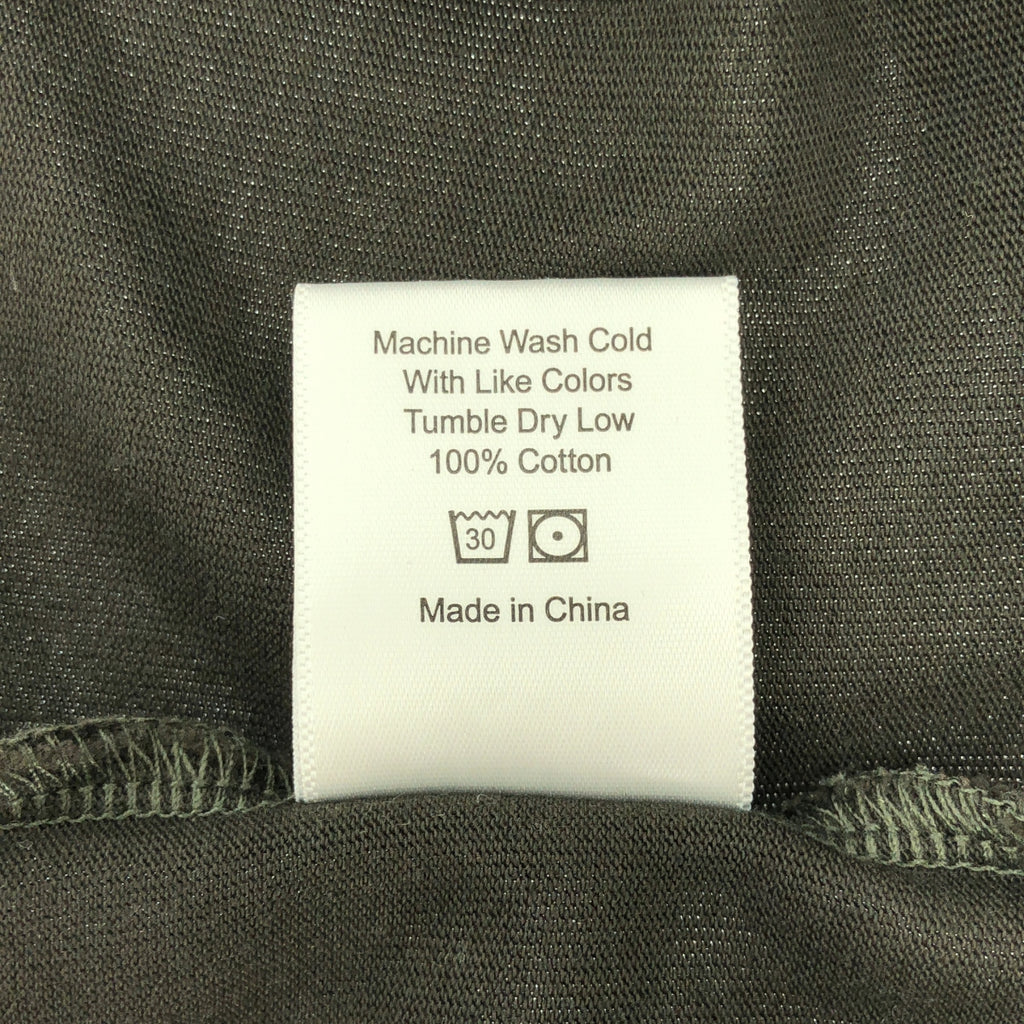 Machine Wash Cold
With Like Colors
Tumble Dry Low
100% Cotton
30
Made in China